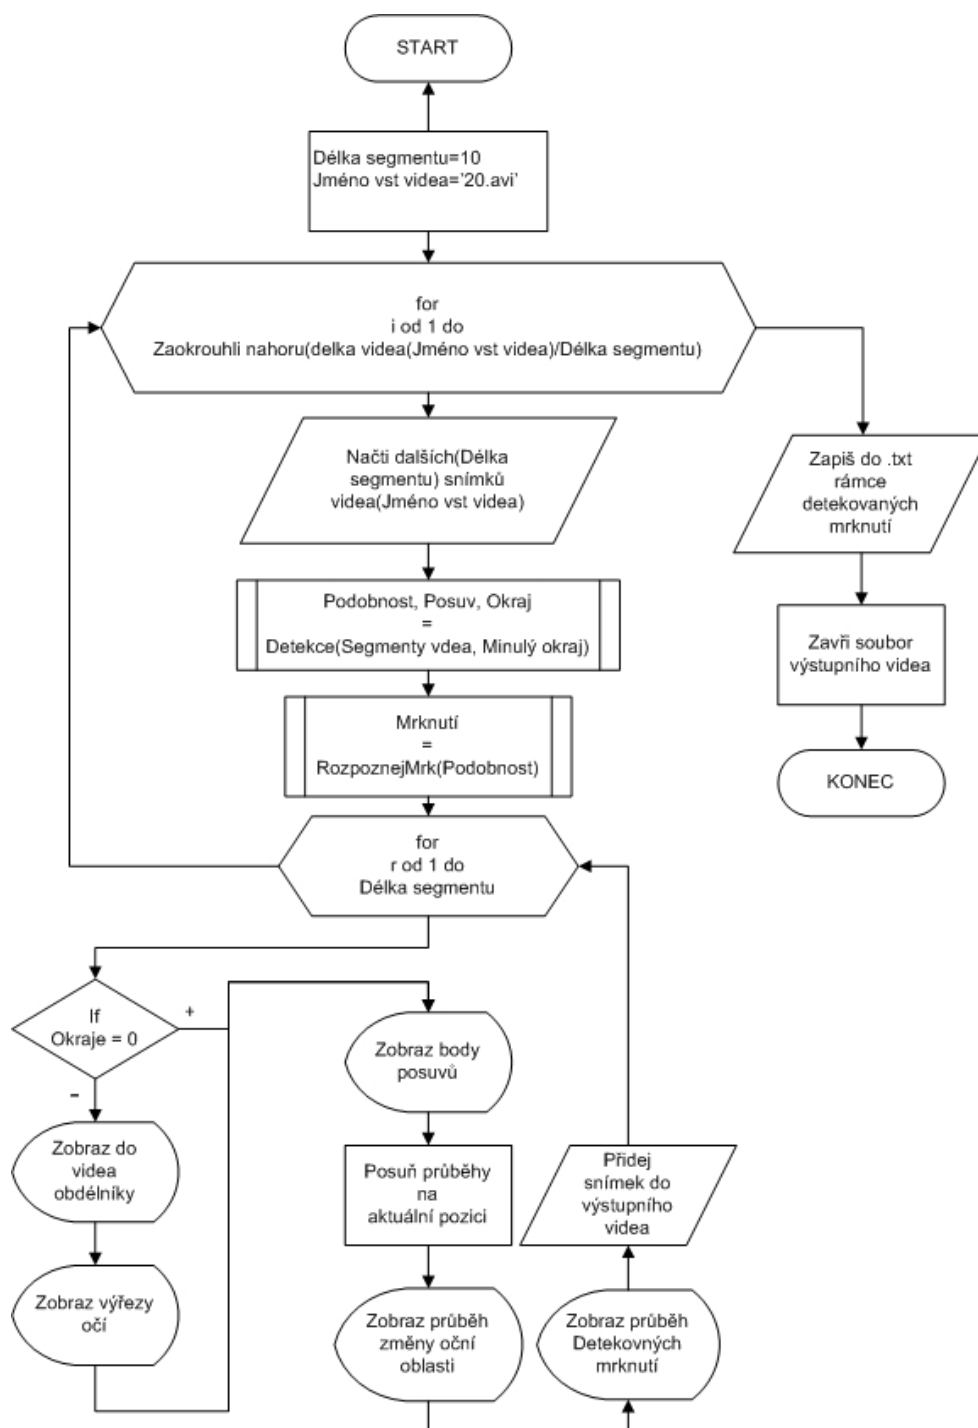 START
Délka segmentu=10
Jméno vst videa='20.avi'
for
i od 1 do
Zaokrouhli nahoru(delka videa(Jméno vst videa)/Délka segmentu)
Načti dalších(Délka
segmentu) snímků
videa(Jméno vst videa)
Zapiš do .txt
rámce
detekovaných
mrknutí
Podobnost, Posuv, Okraj
=
Detekce(Segmenty vdea, Minulý okraj)
Zavři soubor
výstupního videa
Mrknutí
=
RozpoznejMrk(Podobnost)
KONEC
for
r od 1 do
Délka segmentu
If
Okraje = 0
+
-
Zobraz do
videa
obdélníky
Zobraz výřezy
očí
Zobraz body
posuvů
Posuň průběhy
na
aktuální pozici
Zobraz průběh
změny oční
oblasti
Přidej
snímek do
výstupního
videa
Zobraz průběh
Detekovných
mrknutí